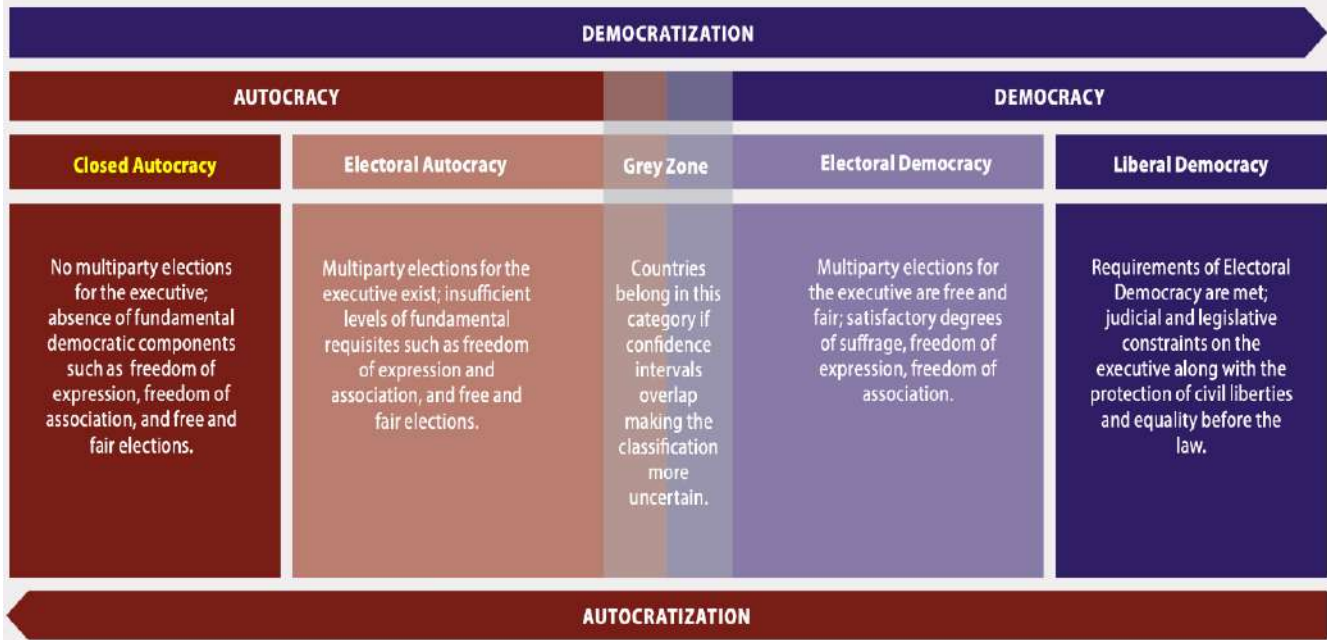 DEMOCRATIZATION
AUTOCRACY
DEMOCRACY
Closed Autocracy
Electoral Autocracy
Grey Zone
Electoral Democracy
Liberal Democracy
No multiparty elections
for the executive;
absence of fundamental
democratic components
such as freedom of
expression, freedom of
association, and free and
fair elections.
Multiparty elections for the
executive exist; insufficient
levels of fundamental
requisites such as freedom
of expression and
association, and free and
fair elections.
Countries
belong in this
category if
confidence
intervals
overlap
making the
classification
more
uncertain.
Multiparty elections for
the executive are free and
fair; satisfactory degrees
of suffrage, freedom of
expression, freedom of
association.
Requirements of Electoral
Democracy are met;
judicial and legislative
constraints on the
executive along with the
protection of civil liberties
and equality before the
law.
AUTOCRATIZATION